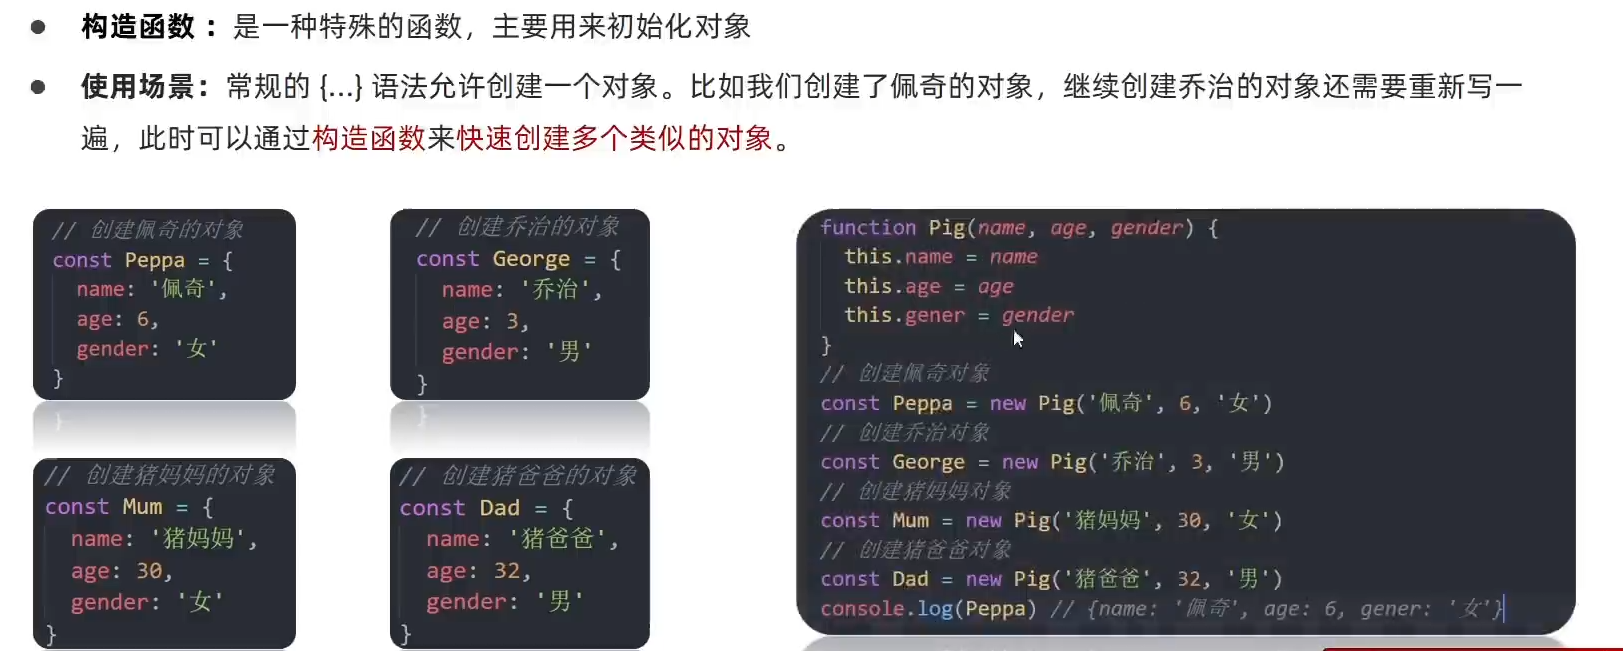 构造函数：是一种特殊的函数，主要用来初始化对象
使用场景：常规的 {...} 语法允许创建一个对象。比如我们创建了佩奇的对象，继续创建乔治的对象还需要重新写一
遍，此时可以通过构造函数来快速创建多个类似的对象。
// 创建佩奇的对象
const Peppa = {
name: '佩奇',
age: 6,
gender: '女'
}
// 创建乔治的对象
const George = {
name: '乔治',
age: 3,
gender: '男'
}
// 创建猪妈妈的对象
const Mum = {
name: '猪妈妈',
age: 30,
gender: '女'
}
// 创建猪爸爸的对象
const Dad = {
name: '猪爸爸',
age: 32,
gender: '男'
}
function Pig(name, age, gender) {
this.name = name
this.age = age
this.gener = gender
}
// 创建佩奇对象
const Peppa = new Pig('佩奇', 6, '女')
// 创建乔治对象
const George = new Pig('乔治', 3, '男')
// 创建猪妈妈对象
const Mum = new Pig('猪妈妈', 30, '女')
// 创建猪爸爸对象
const Dad = new Pig('猪爸爸', 32, '男')
console.log(Peppa) // {name: '佩奇', age: 6, gener: '女'}